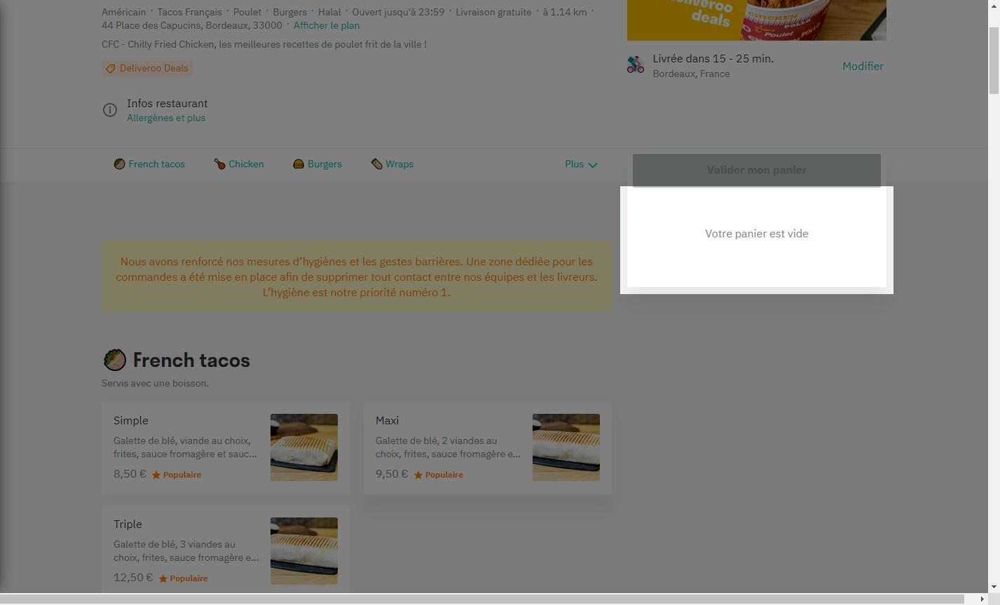 Américain · Tacos Français · Poulet · Burgers · Halal · Ouvert jusqu'à 23:59 · Livraison gratuite · à 1.14 km ·
44 Place des Capucins, Bordeaux, 33000 · Afficher le plan
CFC - Chilly Fried Chicken, les meilleures recettes de poulet frit de la ville !
Deliveroo Deals
Infos restaurant
Allergènes et plus
deals
CHICKEN
POLLO
Poulet
POLLO
Livrée dans 15 - 25 min.
Bordeaux, France
Modifier
French tacos
Chicken
Burgers
Wraps
Plus
Valider mon panier
Votre panier est vide
Nous avons renforcé nos mesures d’hygiènes et les gestes barrières. Une zone dédiée pour les
commandes a été mise en place afin de supprimer tout contact entre nos équipes et les livreurs.
L’hygiène est notre priorité numéro 1.
French tacos
Servis avec une boisson.
Simple
Galette de blé, viande au choix,
frites, sauce fromagère et sauc...
8,50 € Populaire
Maxi
Galette de blé, 2 viandes au
choix, frites, sauce fromagère e...
9,50 € Populaire
Triple
Galette de blé, 3 viandes au
choix, frites, sauce fromagère e...
12,50 € Populaire